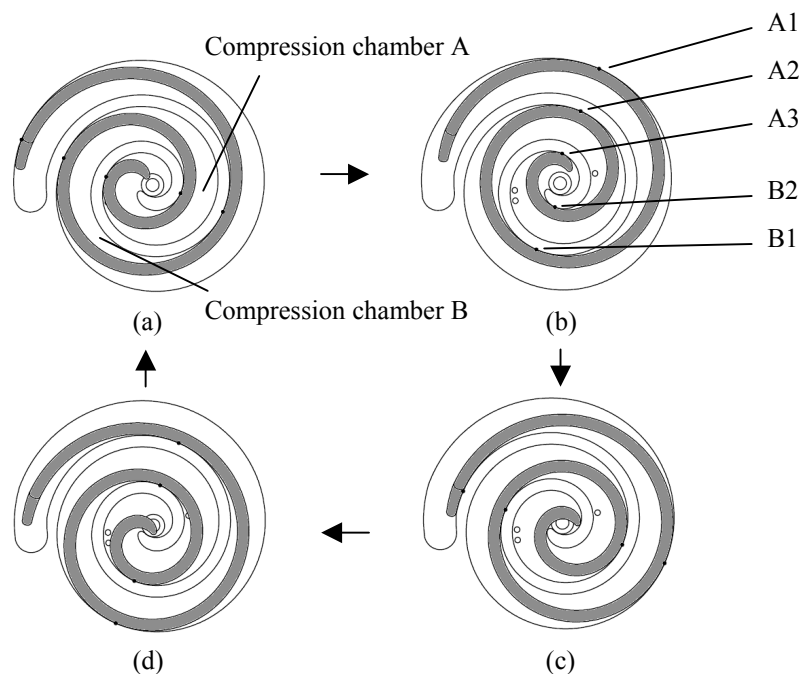 A1
Compression chamber A
A2
A3
B2
B1
Compression chamber B
(a)
(b)
(d)
(c)